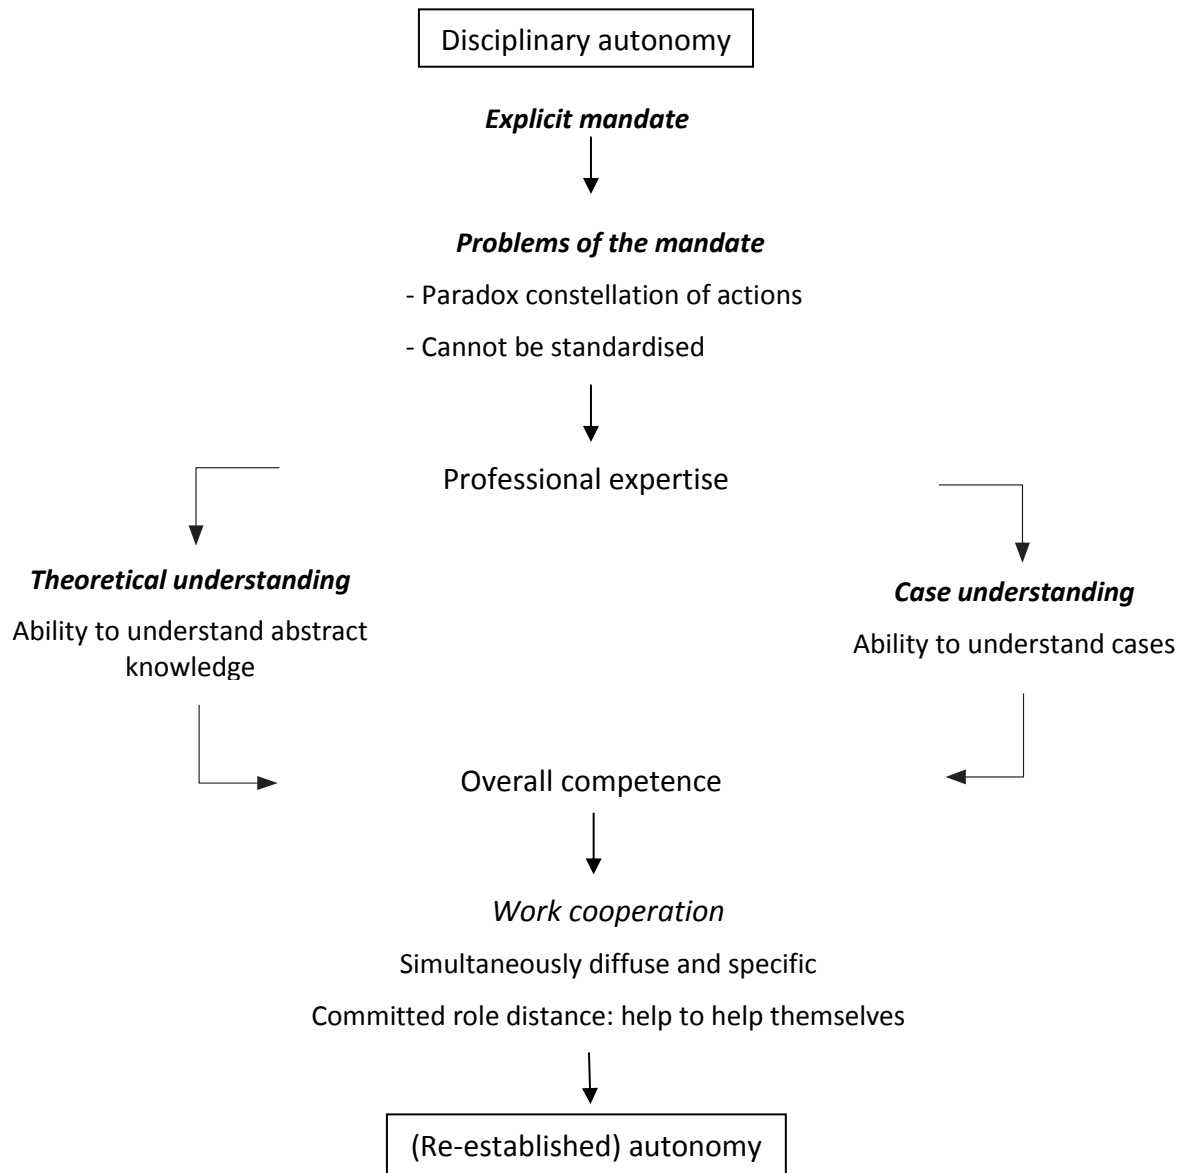 Disciplinary autonomy
Explicit mandate
Problems of the mandate
- Paradox constellation of actions
- Cannot be standardised
Professional expertise
Theoretical understanding
Ability to understand abstract
knowledge
Case understanding
Ability to understand cases
Overall competence
Work cooperation
Simultaneously diffuse and specific
Committed role distance: help to help themselves
(Re-established) autonomy